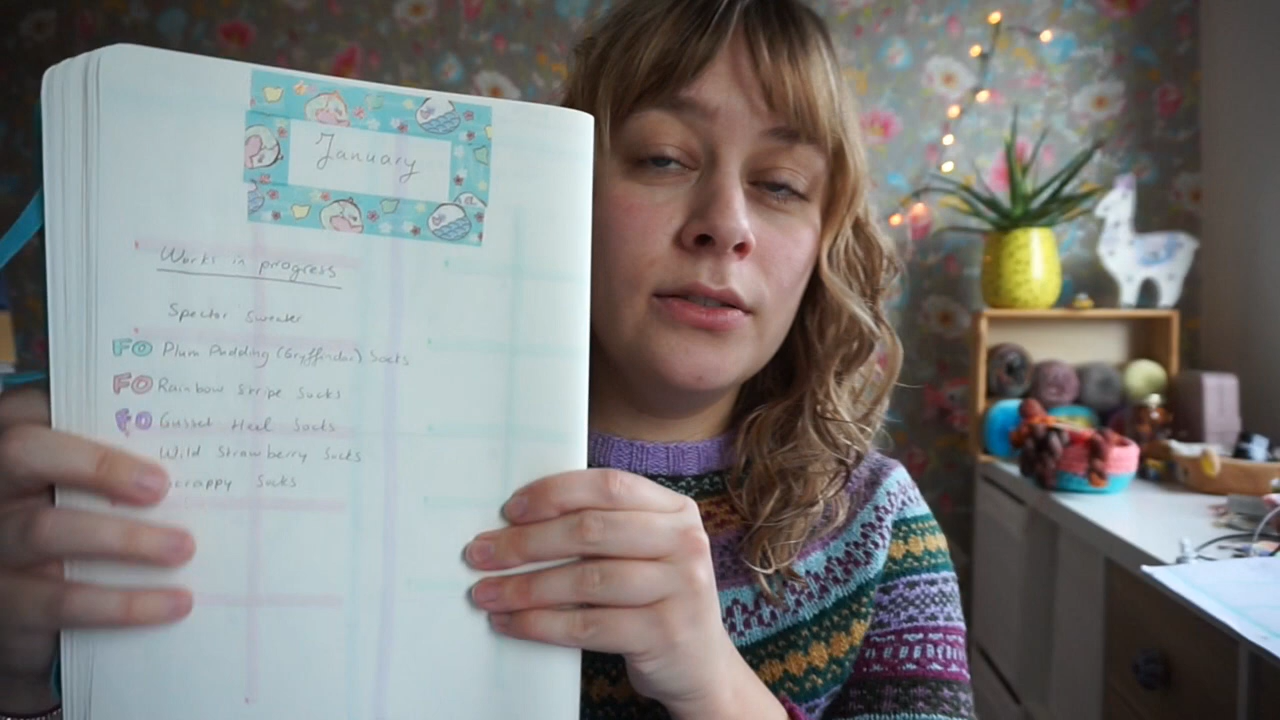 January
Works in progress
Spector Sweater
FO Plum Pudding (Gryffindor) Socks
FO Rainbow Stripe Socks
FO Gusset Heel Socks
Wild Strawberry Socks
Socks